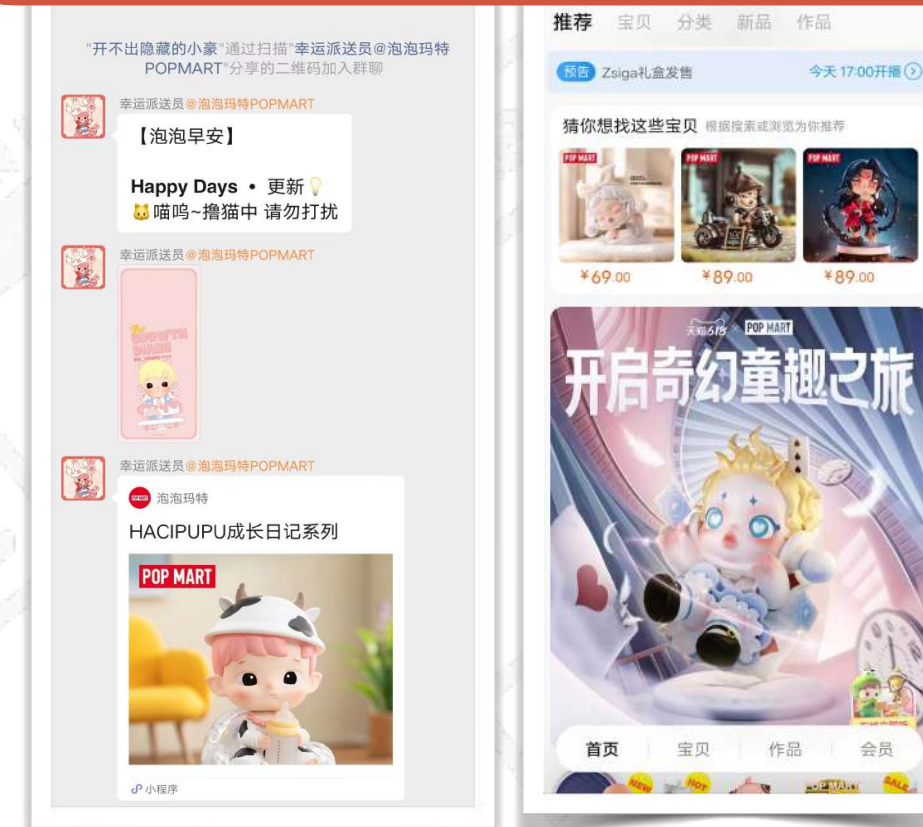 "开不出隐藏的小豪"通过扫描"幸运派送员@泡泡玛特
POPMART"分享的二维码加入群聊
幸运派送员@泡泡玛特POPMART
【泡泡早安】
Happy Days • 更新💡
🐱喵呜~撸猫中 请勿打扰
幸运派送员@泡泡玛特POPMART
The
GROWTH
DIARY
幸运派送员@泡泡玛特POPMART
POP MART 泡泡玛特
HACIPUPU成长日记系列
POP MART
小程序
推荐 宝贝 分类 新品 作品
预告 Zsiga礼盒发售 今天 17:00开播
猜你想找这些宝贝 根据搜索或浏览为你推荐
POP MART POP MART POP MART
¥69.00 ¥89.00 ¥89.00
天猫618 × POP MART
开启奇幻童趣之旅
首页 宝贝 作品 会员
NEW HOT POP MART SALE